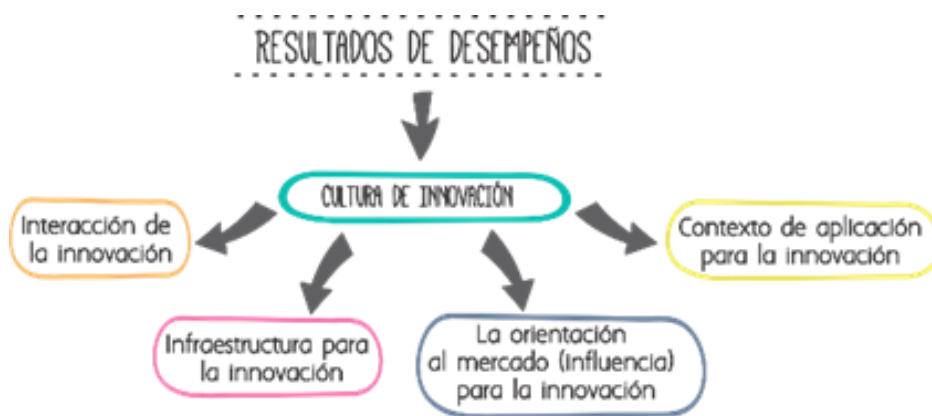 RESULTADOS DE DESEMPEÑOS
CULTURA DE INNOVACIÓN
Interacción de
la innovación
Contexto de aplicación
para la innovación
Infraestructura para
la innovación
La orientación
al mercado (influencia)
para la innovación